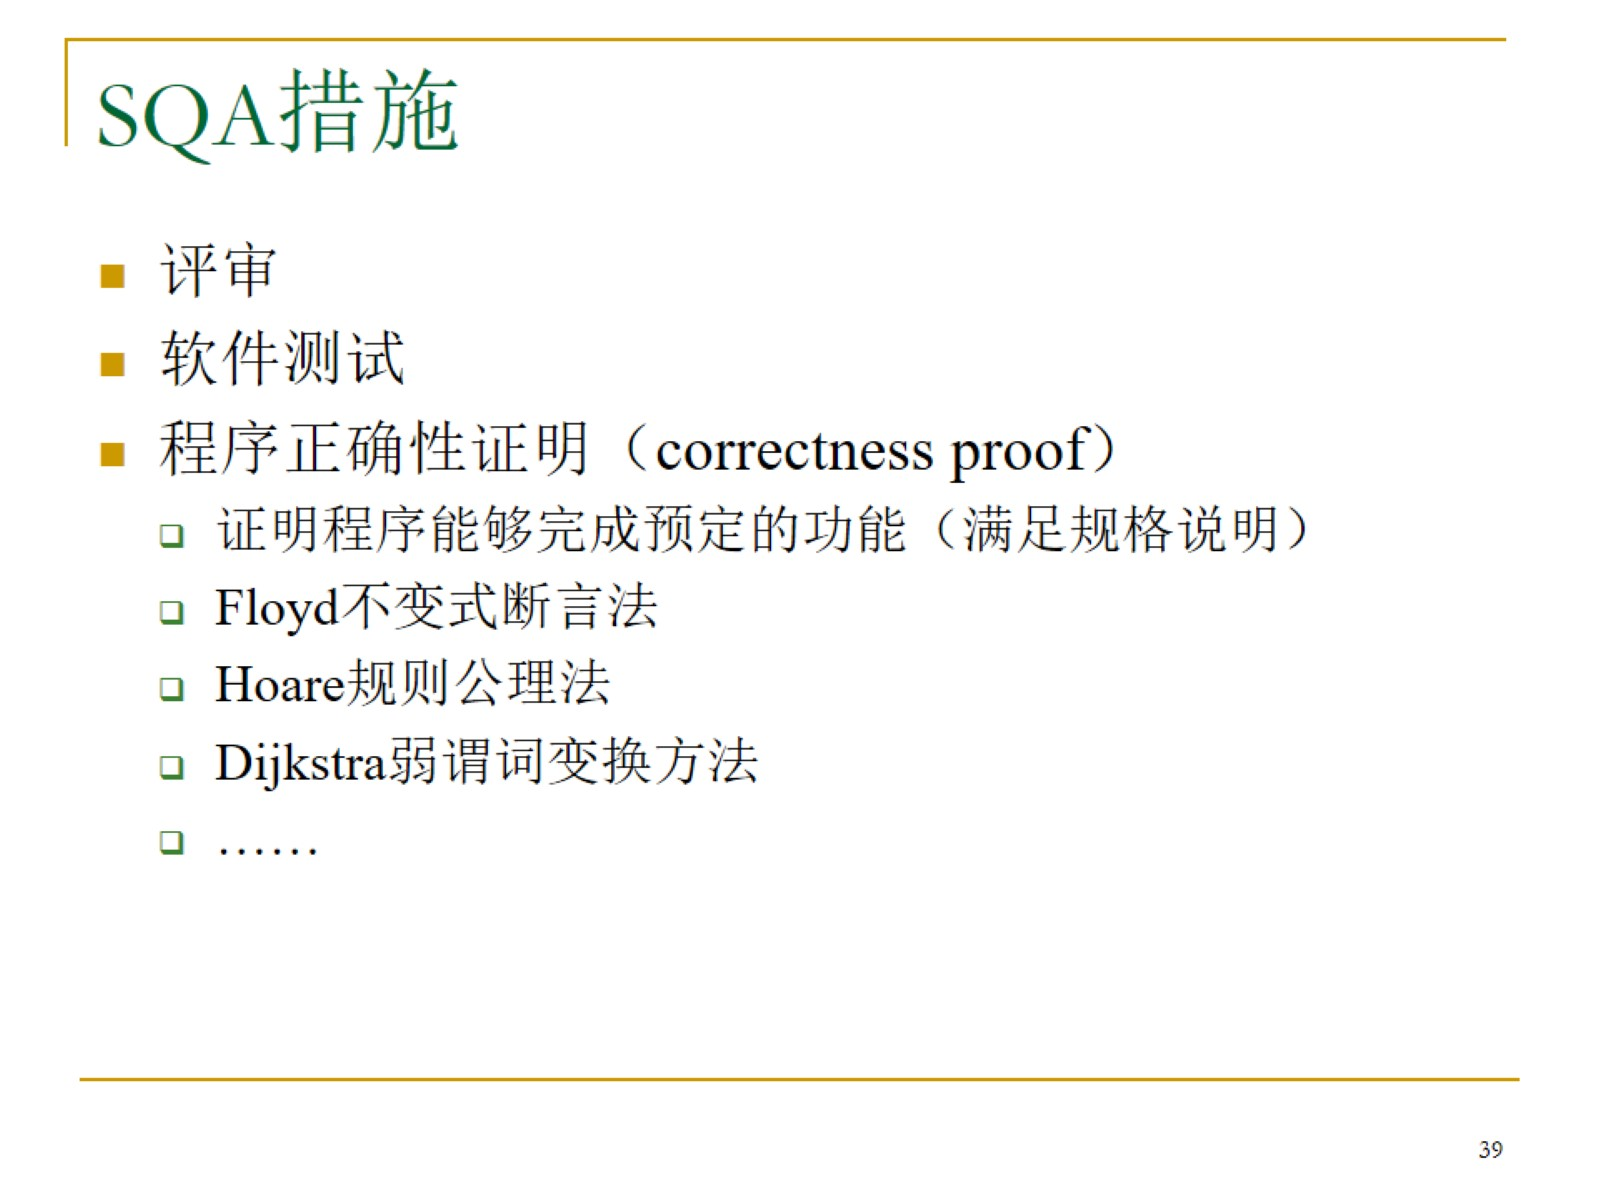 SQA措施
评审
软件测试
程序正确性证明（correctness proof）
证明程序能够完成预定的功能（满足规格说明）
Floyd不变式断言法
Hoare规则公理法
Dijkstra弱谓词变换方法
……
39